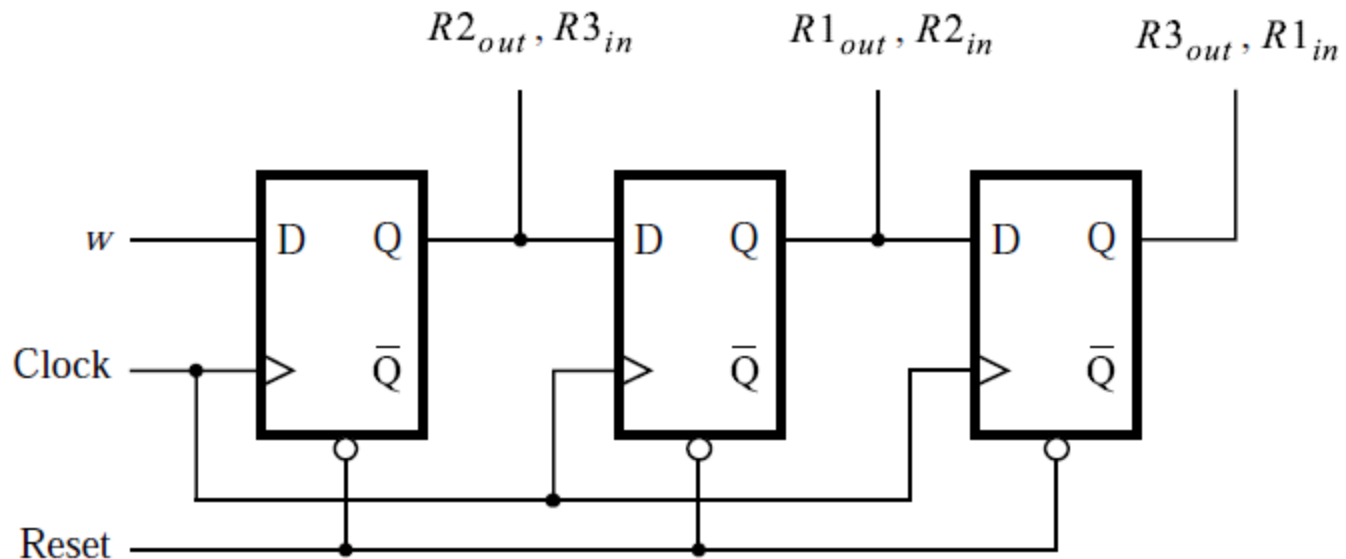 R2out, R3in
R1out, R2in
R3out, R1in
w
D Q
D Q
D Q
Clock
Q̅
Q̅
Q̅
Reset